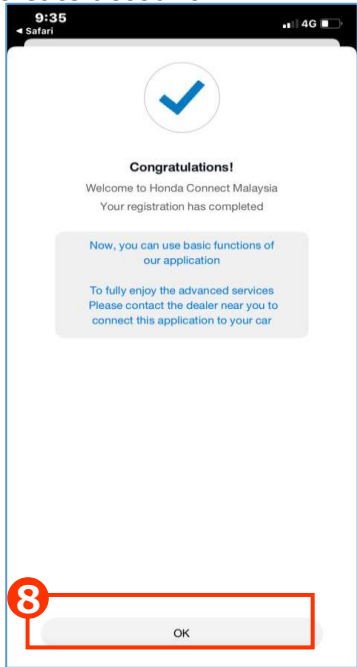 9:35
4G
◄ Safari
Congratulations!
Welcome to Honda Connect Malaysia
Your registration has completed
Now, you can use basic functions of
our application
To fully enjoy the advanced services
Please contact the dealer near you to
connect this application to your car
8
OK